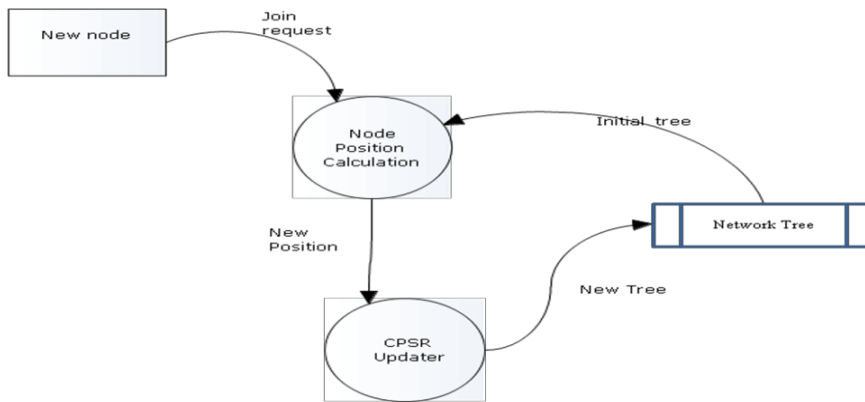 New node
Join
request
Node
Position
Calculation
Initial tree
Network Tree
New
Position
New Tree
CPSR
Updater